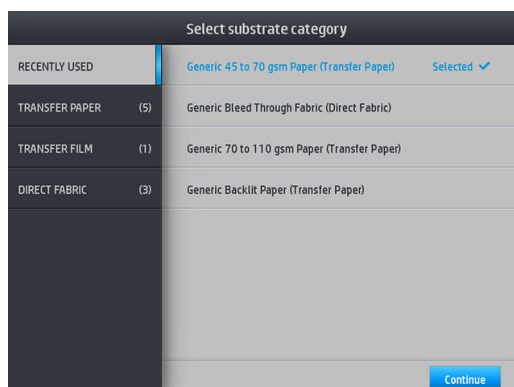 Select substrate category
RECENTLY USED
Generic 45 to 70 gsm Paper (Transfer Paper) Selected
TRANSFER PAPER (5)
Generic Bleed Through Fabric (Direct Fabric)
TRANSFER FILM (1)
Generic 70 to 110 gsm Paper (Transfer Paper)
DIRECT FABRIC (3)
Generic Backlit Paper (Transfer Paper)
Continue